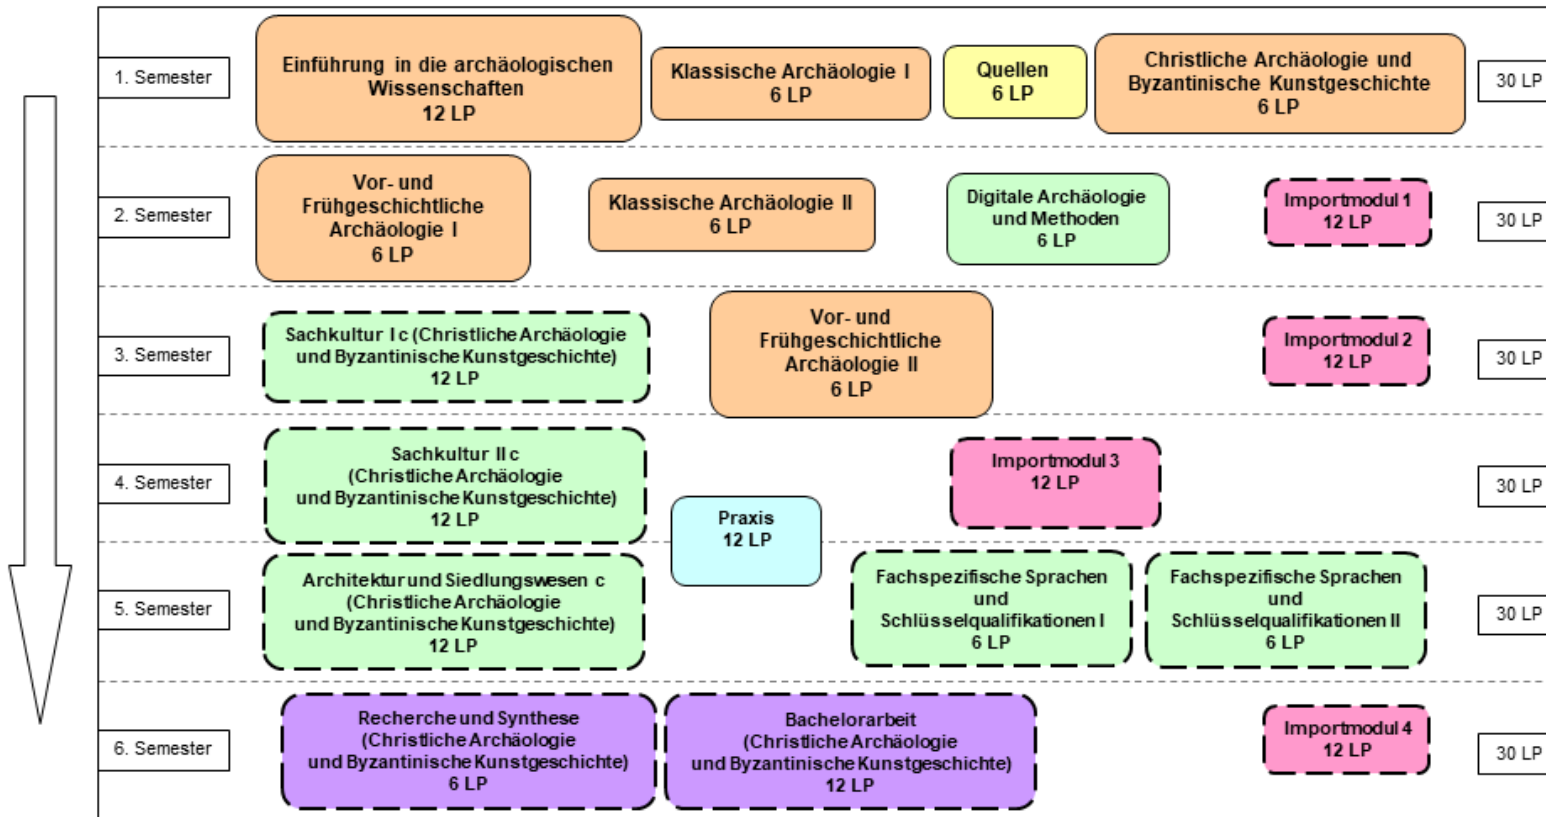 1. Semester
Einführung in die archäologischen
Wissenschaften
12 LP
Klassische Archäologie I
6 LP
Quellen
6 LP
Christliche Archäologie und
Byzantinische Kunstgeschichte
6 LP
30 LP
2. Semester
Vor- und
Frühgeschichtliche
Archäologie I
6 LP
Klassische Archäologie II
6 LP
Digitale Archäologie
und Methoden
6 LP
Importmodul 1
12 LP
30 LP
3. Semester
Sachkultur I c (Christliche Archäologie
und Byzantinische Kunstgeschichte)
12 LP
Vor- und
Frühgeschichtliche
Archäologie II
6 LP
Importmodul 2
12 LP
30 LP
4. Semester
Sachkultur II c
(Christliche Archäologie
und Byzantinische Kunstgeschichte)
12 LP
Praxis
12 LP
Importmodul 3
12 LP
30 LP
5. Semester
Architektur und Siedlungswesen c
(Christliche Archäologie
und Byzantinische Kunstgeschichte)
12 LP
Fachspezifische Sprachen
und
Schlüsselqualifikationen I
6 LP
Fachspezifische Sprachen
und
Schlüsselqualifikationen II
6 LP
30 LP
6. Semester
Recherche und Synthese
(Christliche Archäologie
und Byzantinische Kunstgeschichte)
6 LP
Bachelorarbeit
(Christliche Archäologie
und Byzantinische Kunstgeschichte)
12 LP
Importmodul 4
12 LP
30 LP